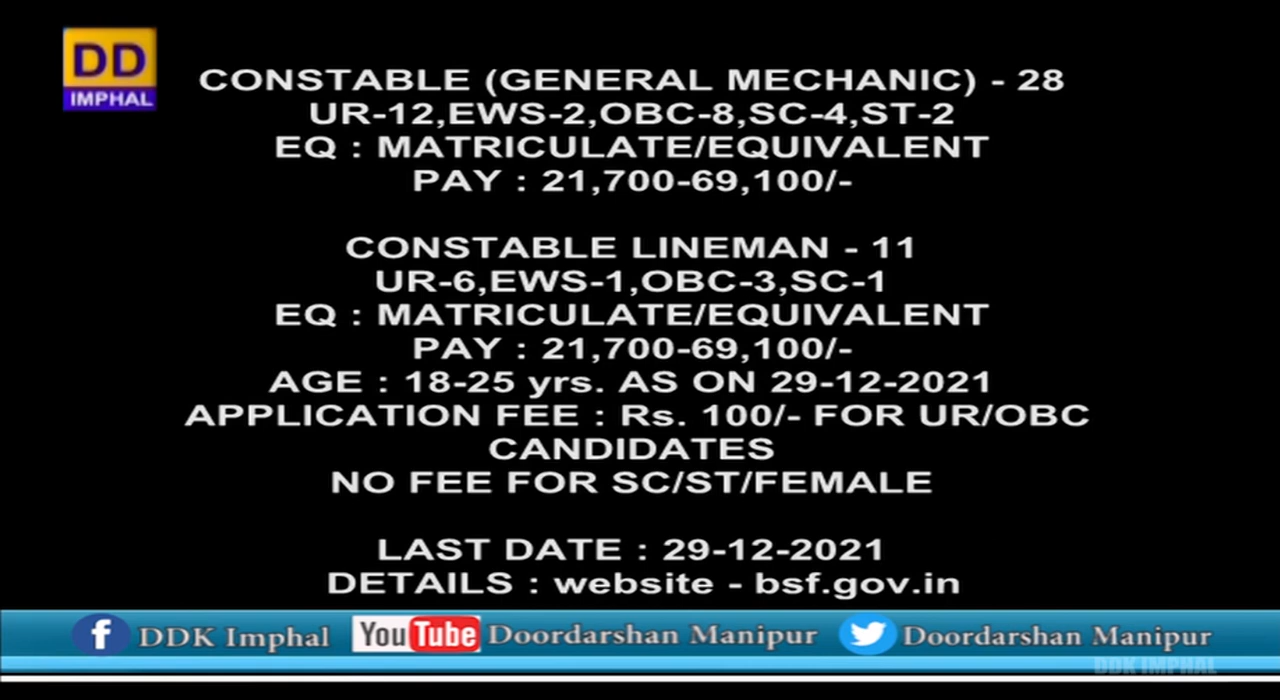 DD
IMPHAL
CONSTABLE (GENERAL MECHANIC) - 28
UR-12,EWS-2,OBC-8,SC-4,ST-2
EQ : MATRICULATE/EQUIVALENT
PAY : 21,700-69,100/-
CONSTABLE LINEMAN - 11
UR-6,EWS-1,OBC-3,SC-1
EQ : MATRICULATE/EQUIVALENT
PAY : 21,700-69,100/-
AGE : 18-25 yrs. AS ON 29-12-2021
APPLICATION FEE : Rs. 100/- FOR UR/OBC
CANDIDATES
NO FEE FOR SC/ST/FEMALE
LAST DATE : 29-12-2021
DETAILS : website - bsf.gov.in
f DDK Imphal YouTube Doordarshan Manipur Doordarshan Manipur
DDK IMPHAL